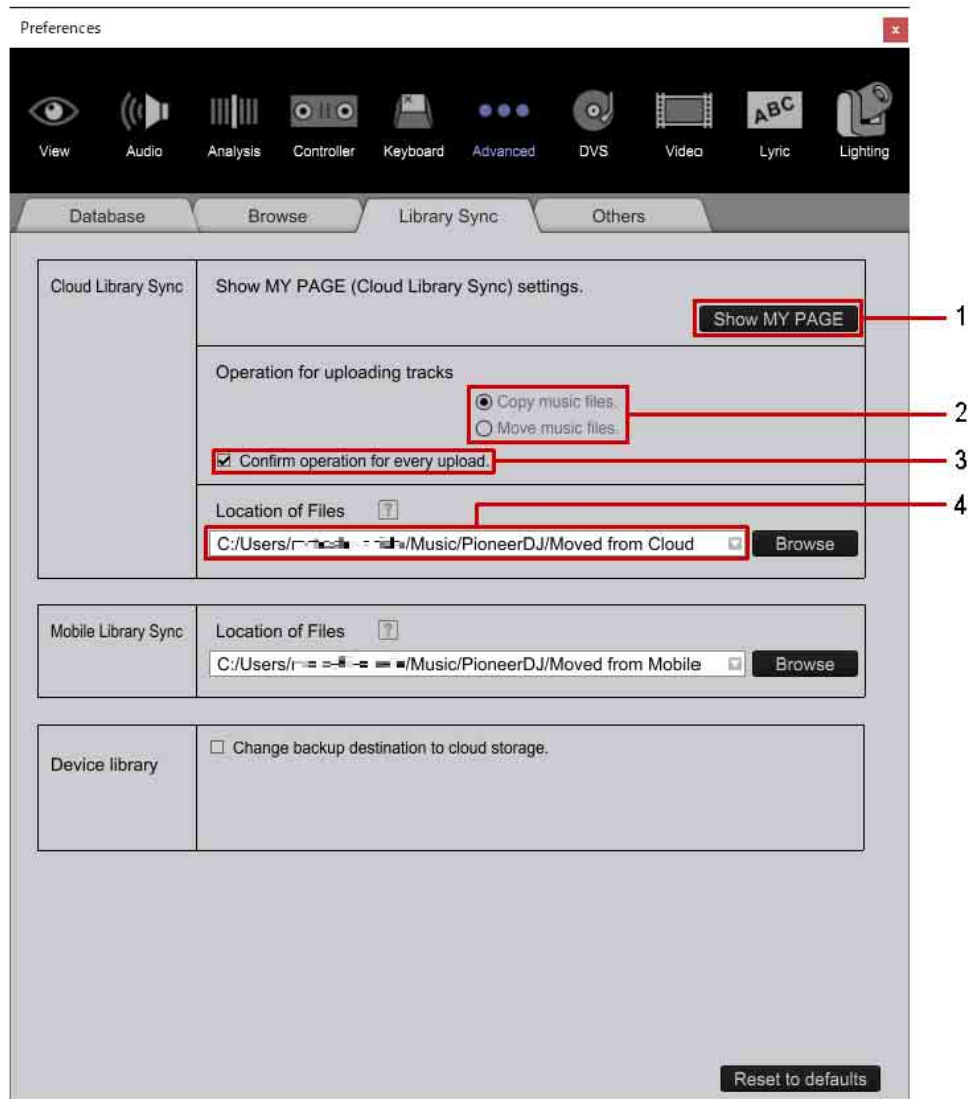 Preferences
x
View Audio Analysis Controller Keyboard Advanced DVS Video ABC Lyric Lighting
Database Browse Library Sync Others
Cloud Library Sync
Show MY PAGE (Cloud Library Sync) settings.
Show MY PAGE
1
Operation for uploading tracks
Copy music files.
Move music files.
2
Confirm operation for every upload.
3
Location of Files ?
4
C:/Users/ /Music/PioneerDJ/Moved from Cloud
Browse
Mobile Library Sync
Location of Files ?
C:/Users/ /Music/PioneerDJ/Moved from Mobile
Browse
Device library
Change backup destination to cloud storage.
Reset to defaults